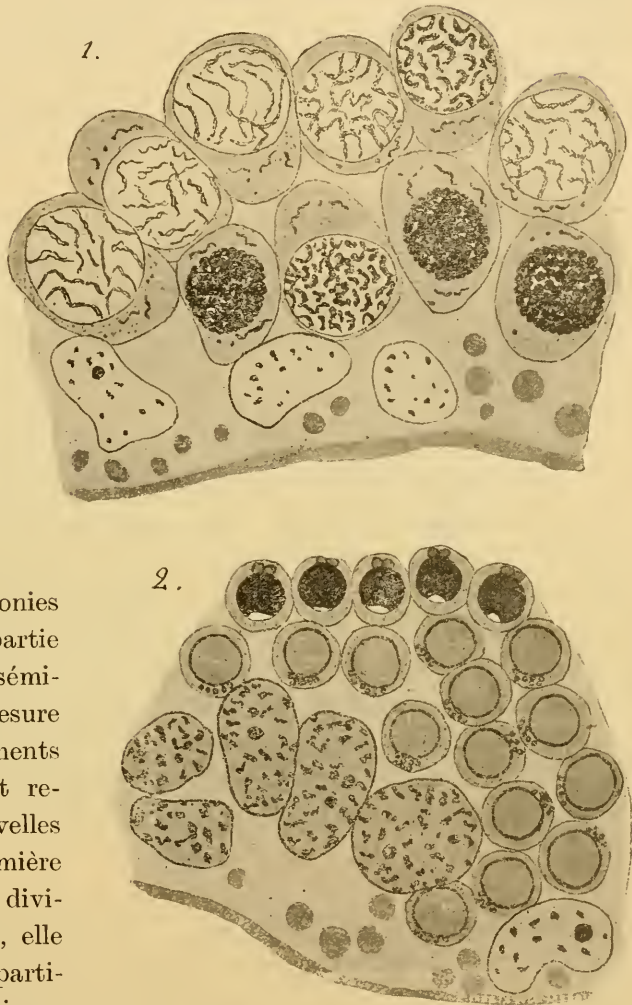 1.
2.
onies
partie
sémi-
esure
ments
t re-
velles
mière
divi-
, elle
parti-